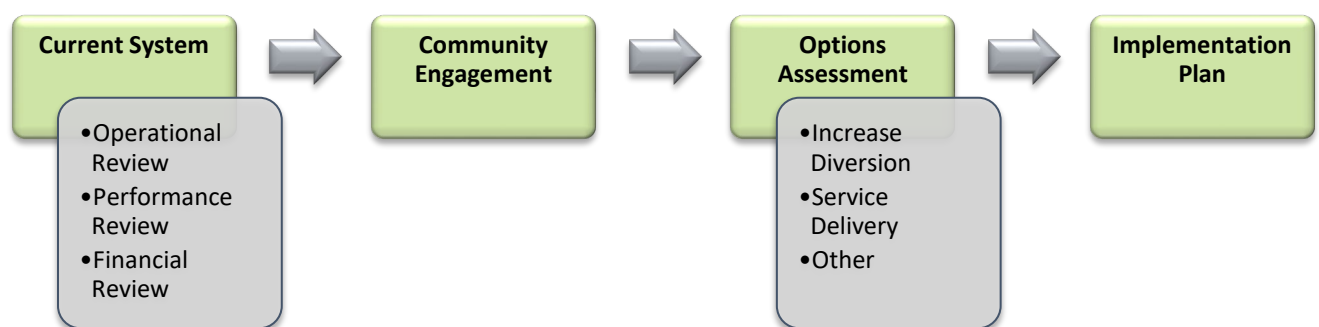 Current System
•Operational
Review
•Performance
Review
•Financial
Review
Community
Engagement
Options
Assessment
•Increase
Diversion
•Service
Delivery
•Other
Implementation
Plan